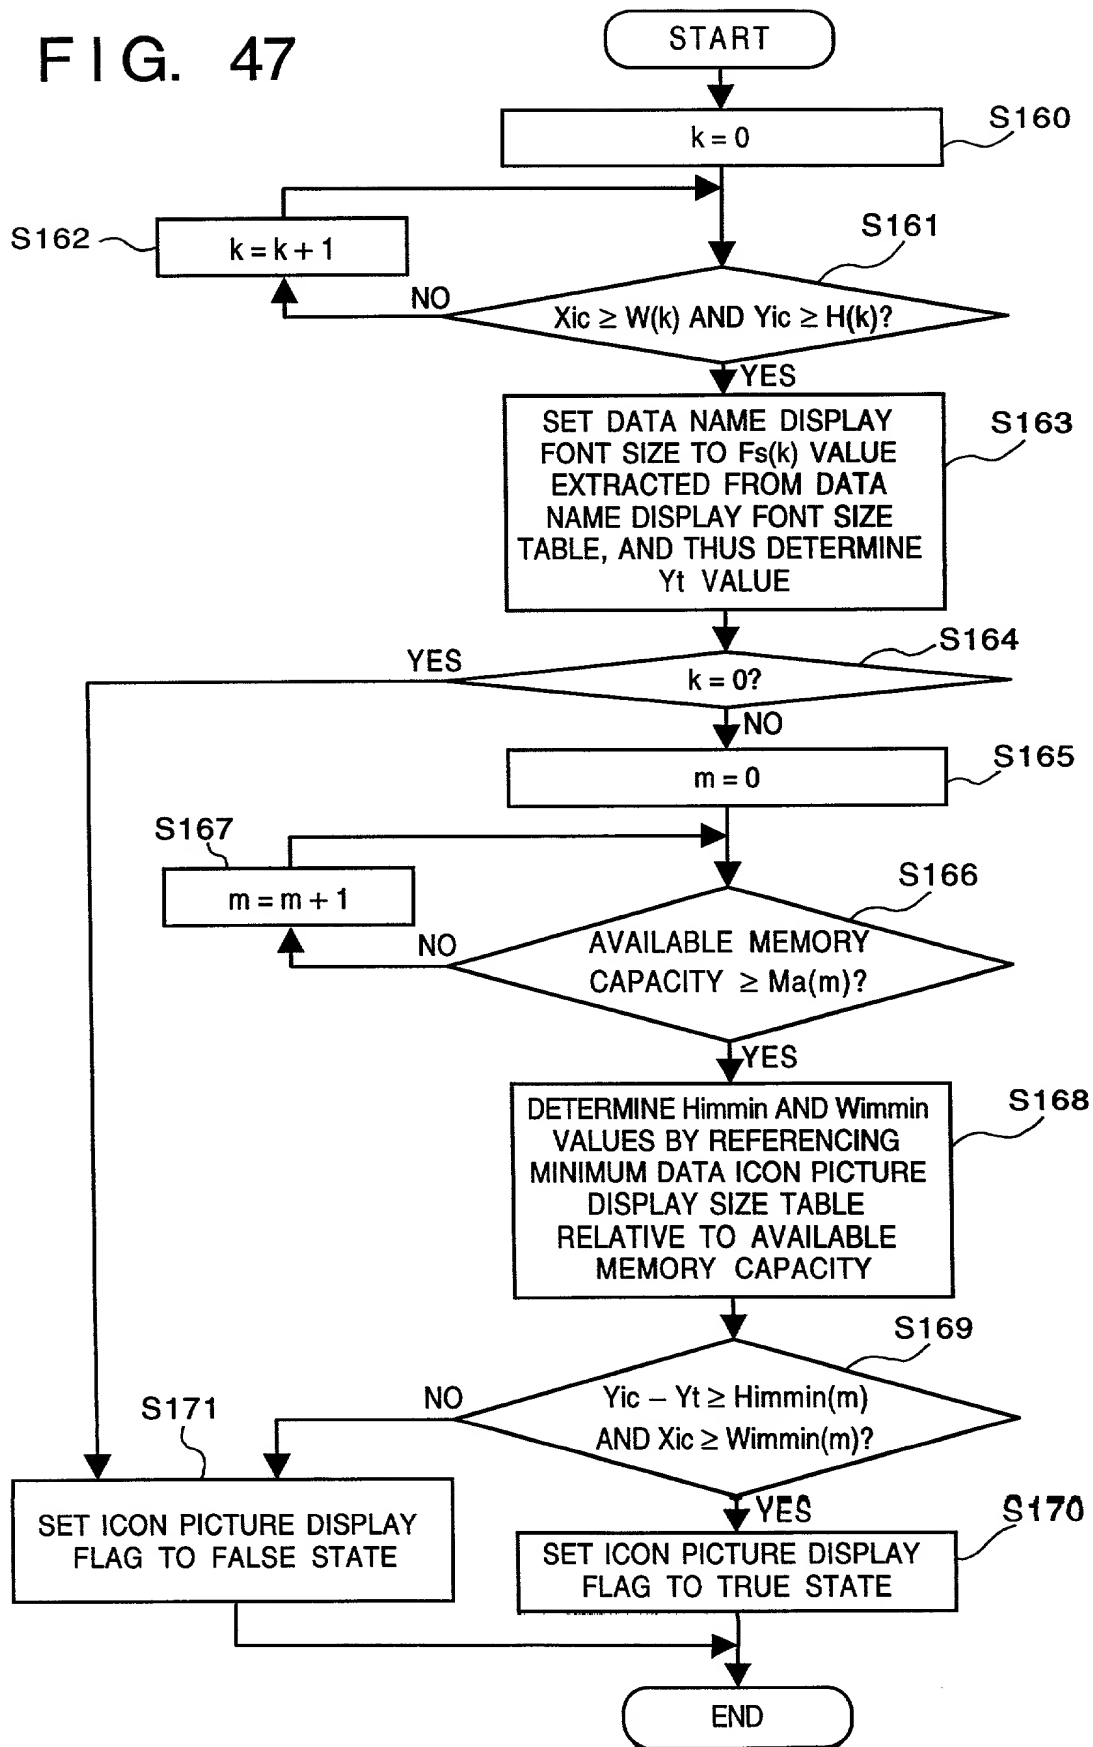 FIG. 47
START
k = 0
S160
S162
k = k + 1
S161
NO
Xic ≥ W(k) AND Yic ≥ H(k)?
YES
SET DATA NAME DISPLAY
FONT SIZE TO Fs(k) VALUE
EXTRACTED FROM DATA
NAME DISPLAY FONT SIZE
TABLE, AND THUS DETERMINE
Yt VALUE
S163
S164
YES
k = 0?
NO
m = 0
S165
S167
m = m + 1
S166
NO
AVAILABLE MEMORY
CAPACITY ≥ Ma(m)?
YES
DETERMINE Himmin AND Wimmin
VALUES BY REFERENCING
MINIMUM DATA ICON PICTURE
DISPLAY SIZE TABLE
RELATIVE TO AVAILABLE
MEMORY CAPACITY
S168
S169
NO
Yic – Yt ≥ Himmin(m)
AND Xic ≥ Wimmin(m)?
S171
YES
S170
SET ICON PICTURE DISPLAY
FLAG TO FALSE STATE
SET ICON PICTURE DISPLAY
FLAG TO TRUE STATE
END